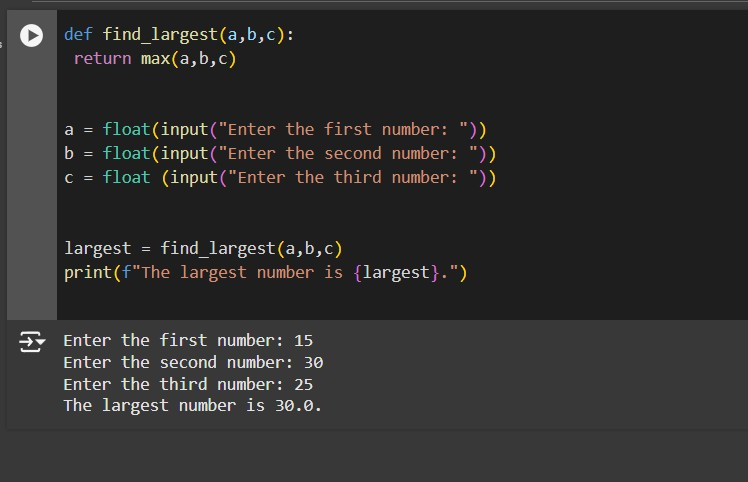 def find_largest(a,b,c):
 return max(a,b,c)
a = float(input("Enter the first number: "))
b = float(input("Enter the second number: "))
c = float (input("Enter the third number: "))
largest = find_largest(a,b,c)
print(f"The largest number is {largest}.")
Enter the first number: 15
Enter the second number: 30
Enter the third number: 25
The largest number is 30.0.